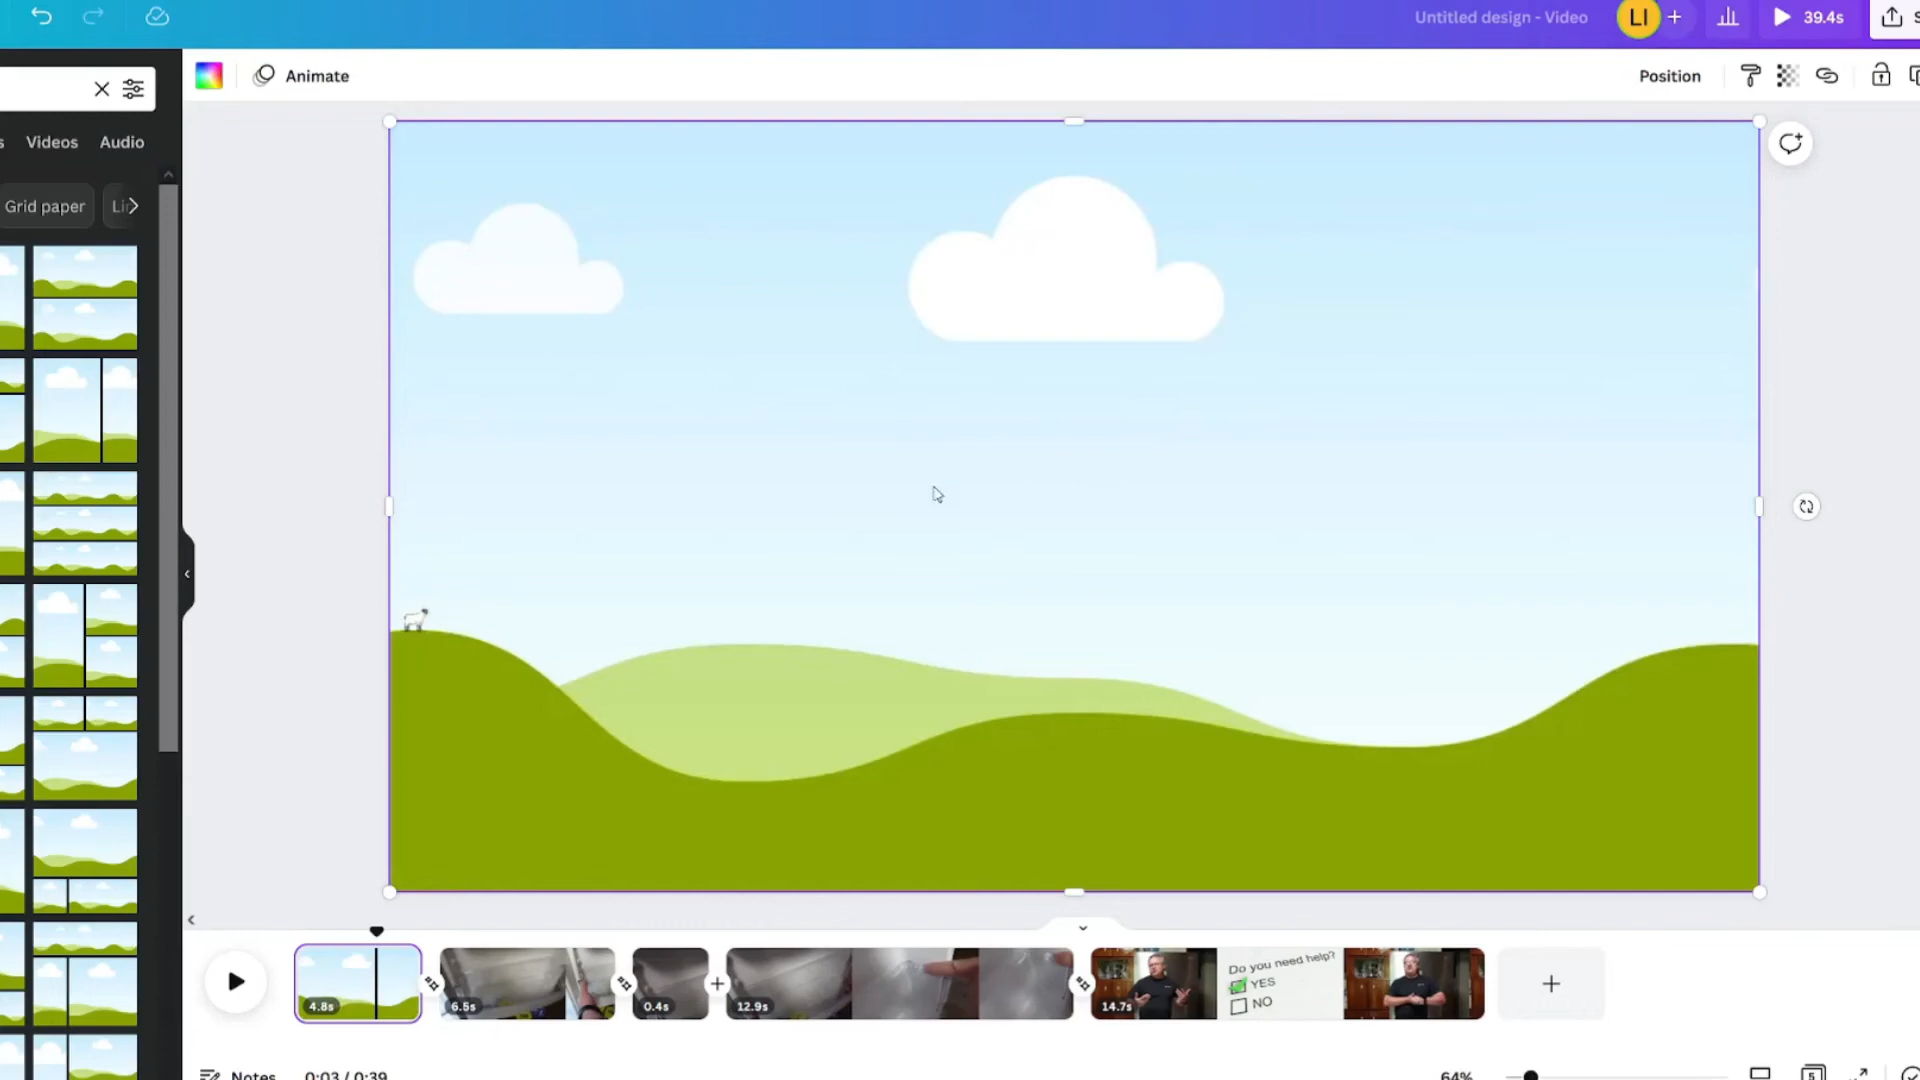 Untitled design - Video
LI
39.4s
Animate
Position
Videos
Audio
Grid paper
4.8s
6.5s
0.4s
12.9s
14.7s
Do you need help?
YES
NO
Notes
0:03 / 0:39
64%
5